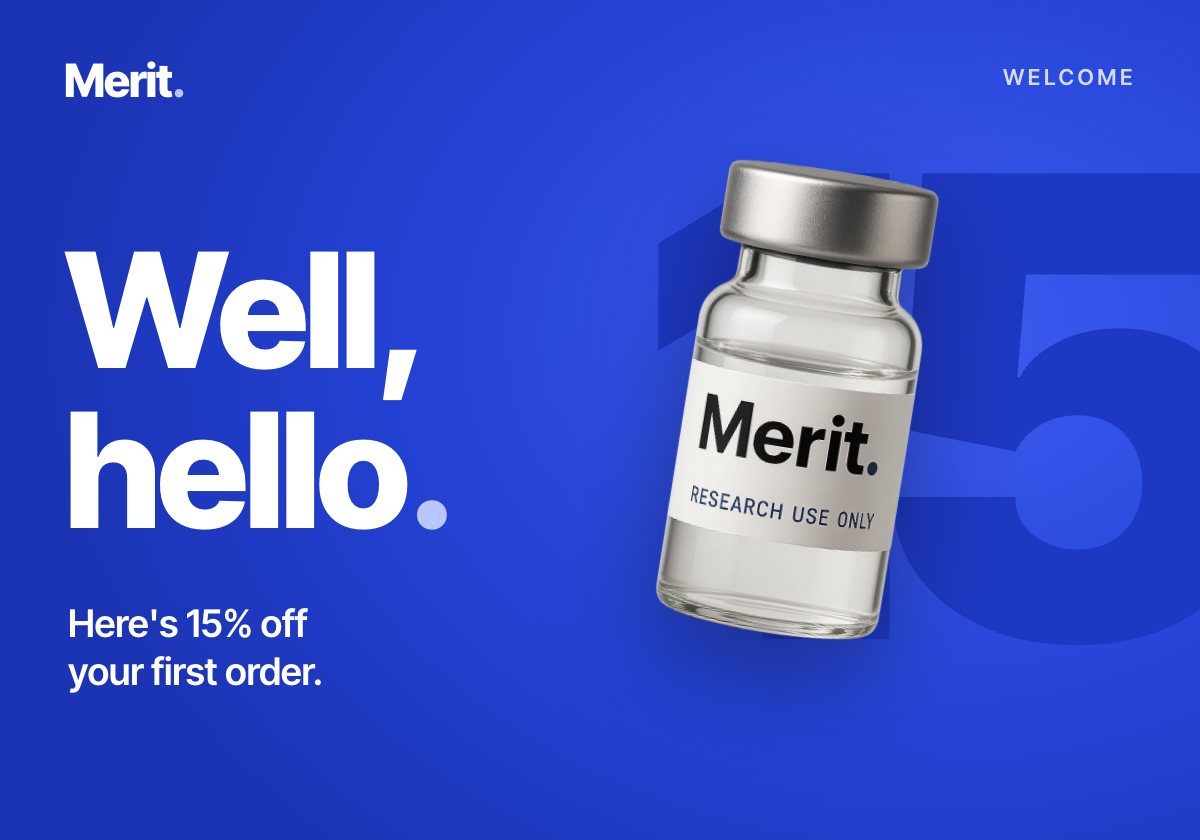 Merit.
WELCOME
15
Well,
hello.
Here's 15% off
your first order.
Merit.
RESEARCH USE ONLY